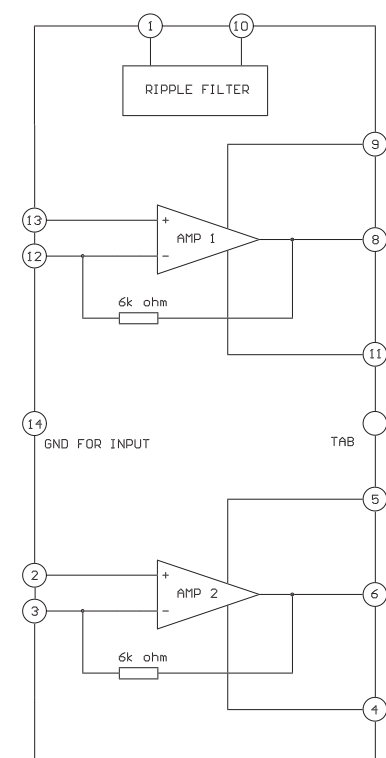 1 10
RIPPLE FILTER
9
13 +
AMP 1 8
12 −
6k ohm
11
14
GND FOR INPUT TAB
5
2 +
AMP 2 6
3 −
6k ohm
4